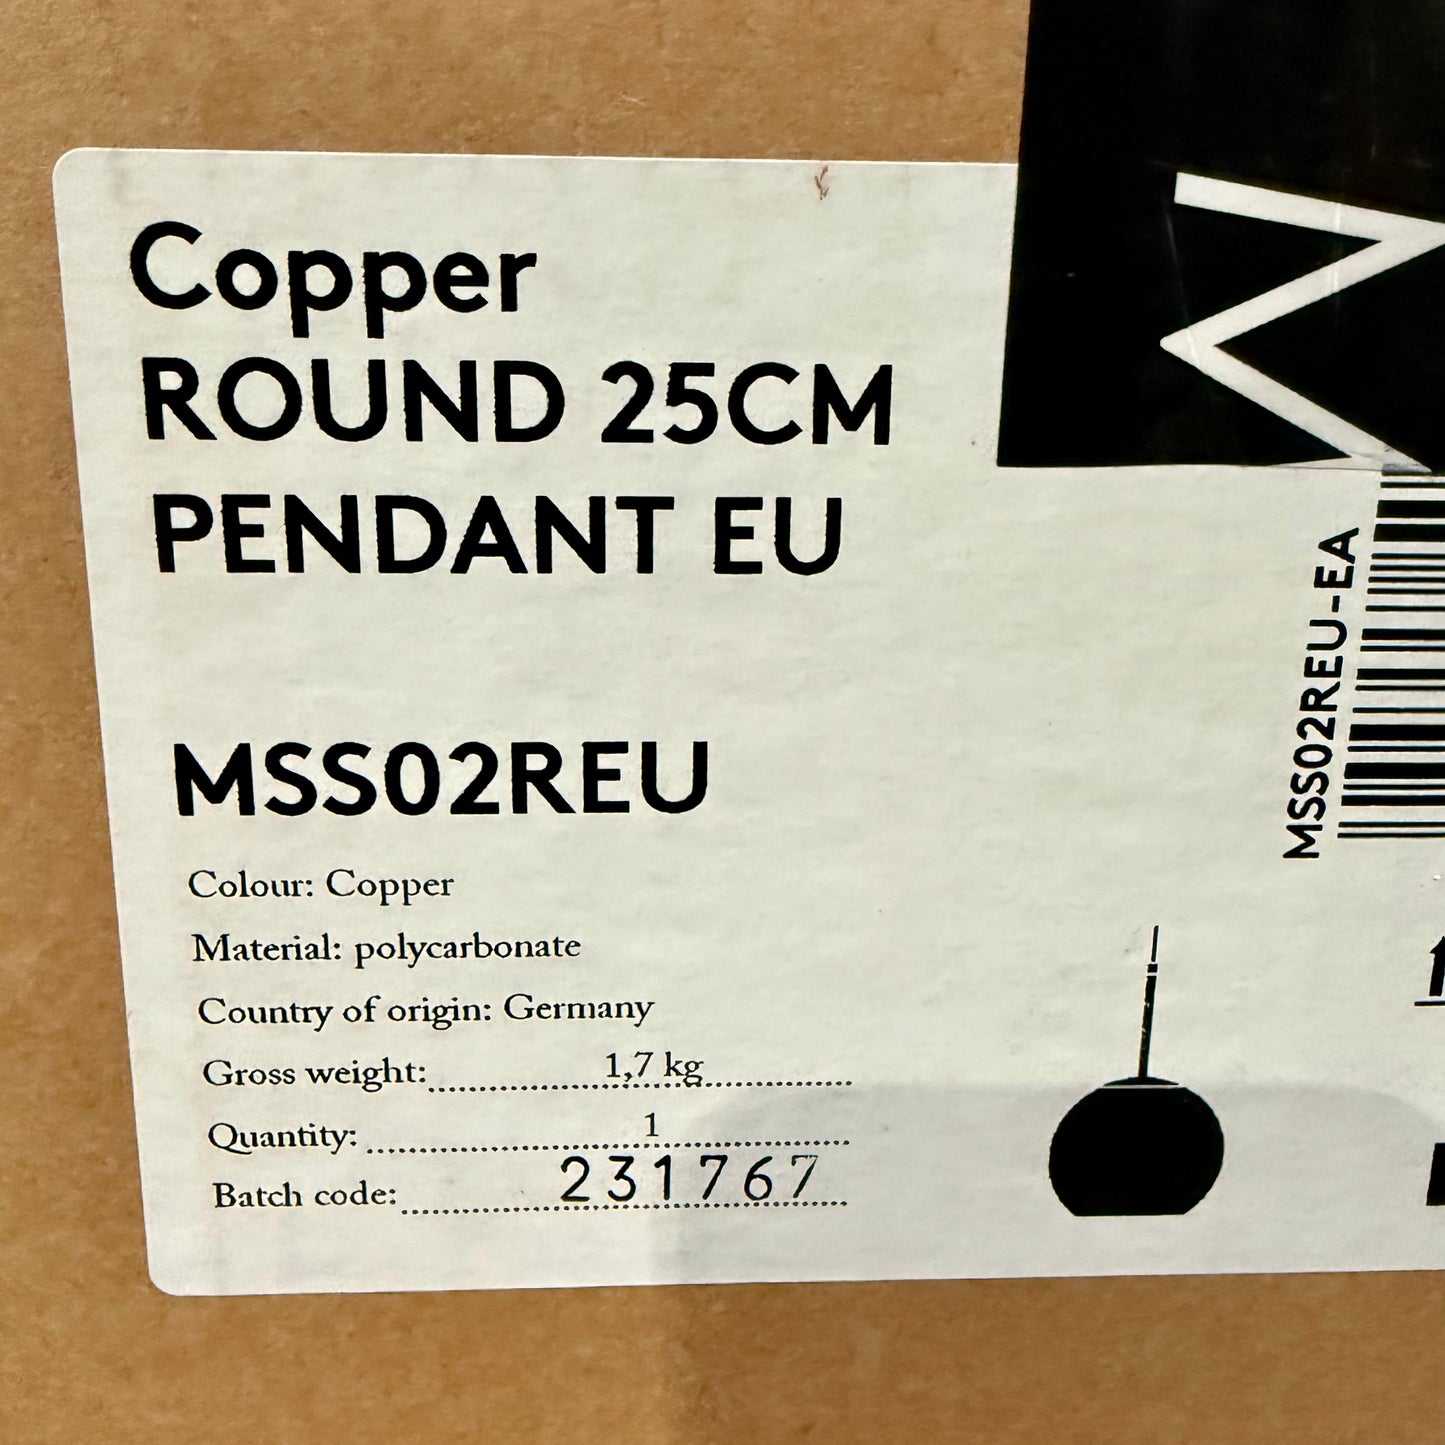 Copper
ROUND 25CM
PENDANT EU
MSS02REU
Colour: Copper
Material: polycarbonate
Country of origin: Germany
Gross weight: 1,7 kg
Quantity: 1
Batch code: 231767
MSS02REU-EA